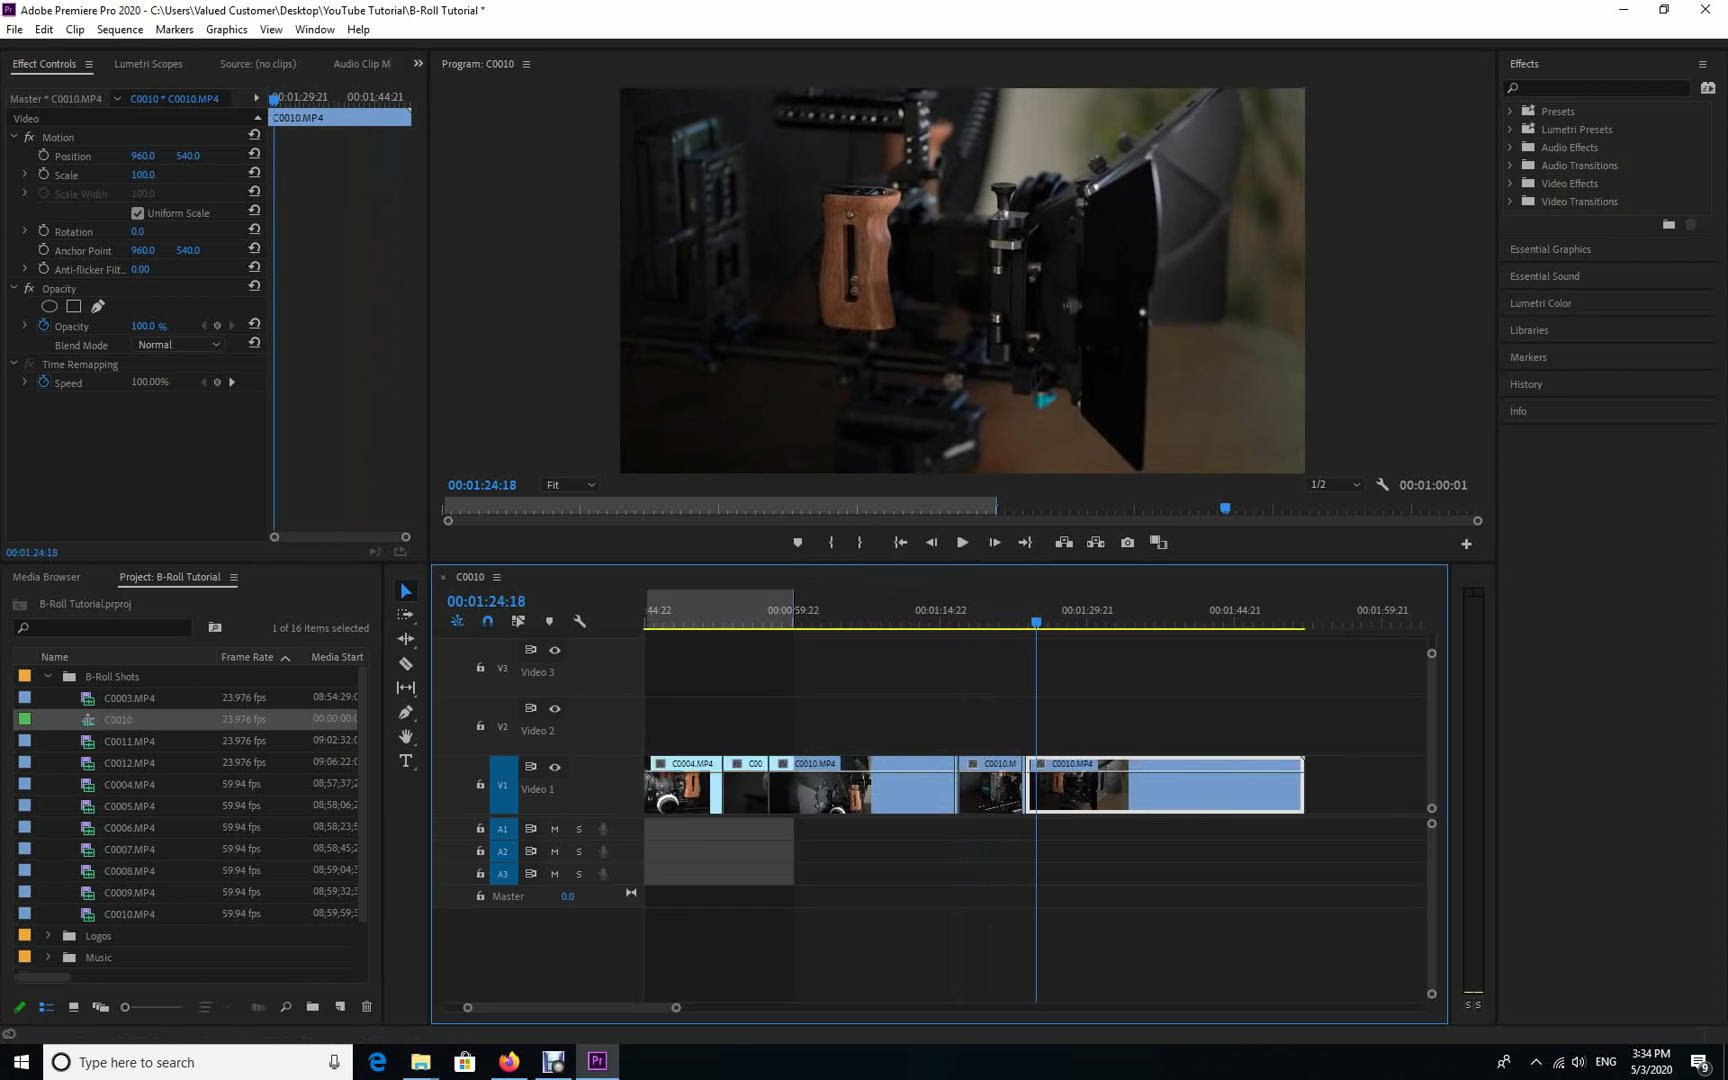 Adobe Premiere Pro 2020 - C:\Users\Valued Customer\Desktop\YouTube Tutorial\B-Roll Tutorial *
File Edit Clip Sequence Markers Graphics View Window Help
Effect Controls Lumetri Scopes Source: (no clips) Audio Clip M
Master * C0010.MP4 C0010 * C0010.MP4 00:01:29:21 00:01:44:21
Video C0010.MP4
fx Motion
Position 960.0 540.0
Scale 100.0
Scale Width 100.0
Uniform Scale
Rotation 0.0
Anchor Point 960.0 540.0
Anti-flicker Filt... 0.00
fx Opacity
Opacity 100.0 %
Blend Mode Normal
fx Time Remapping
Speed 100.00%
00:01:24:18
Program: C0010
00:01:24:18 Fit 1/2 00:01:00:01
Effects
Presets
Lumetri Presets
Audio Effects
Audio Transitions
Video Effects
Video Transitions
Essential Graphics
Essential Sound
Lumetri Color
Libraries
Markers
History
Info
Media Browser Project: B-Roll Tutorial
B-Roll Tutorial.prproj
1 of 16 items selected
Name Frame Rate Media Start
B-Roll Shots
C0003.MP4 23.976 fps 08:54:29:0
C0010 23.976 fps 00:00:00:0
C0011.MP4 23.976 fps 09:02:32:0
C0012.MP4 23.976 fps 09:06:22:0
C0004.MP4 59.94 fps 08;57;37;2
C0005.MP4 59.94 fps 08;58;06;2
C0006.MP4 59.94 fps 08;58;23;5
C0007.MP4 59.94 fps 08;58;45;2
C0008.MP4 59.94 fps 08;59;04;3
C0009.MP4 59.94 fps 08;59;32;3
C0010.MP4 59.94 fps 08;59;59;3
Logos
Music
C0010
00:01:24:18
:44:22 00:00:59:22 00:01:14:22 00:01:29:21 00:01:44:21 00:01:59:21
V3 Video 3
V2 Video 2
C0004.MP4 C00 C0010.MP4 C0010.M C0010.MP4
V1 Video 1
A1 M S
A2 M S
A3 M S
Master 0.0
S S
Type here to search
Pr
ENG
3:34 PM
5/3/2020
9